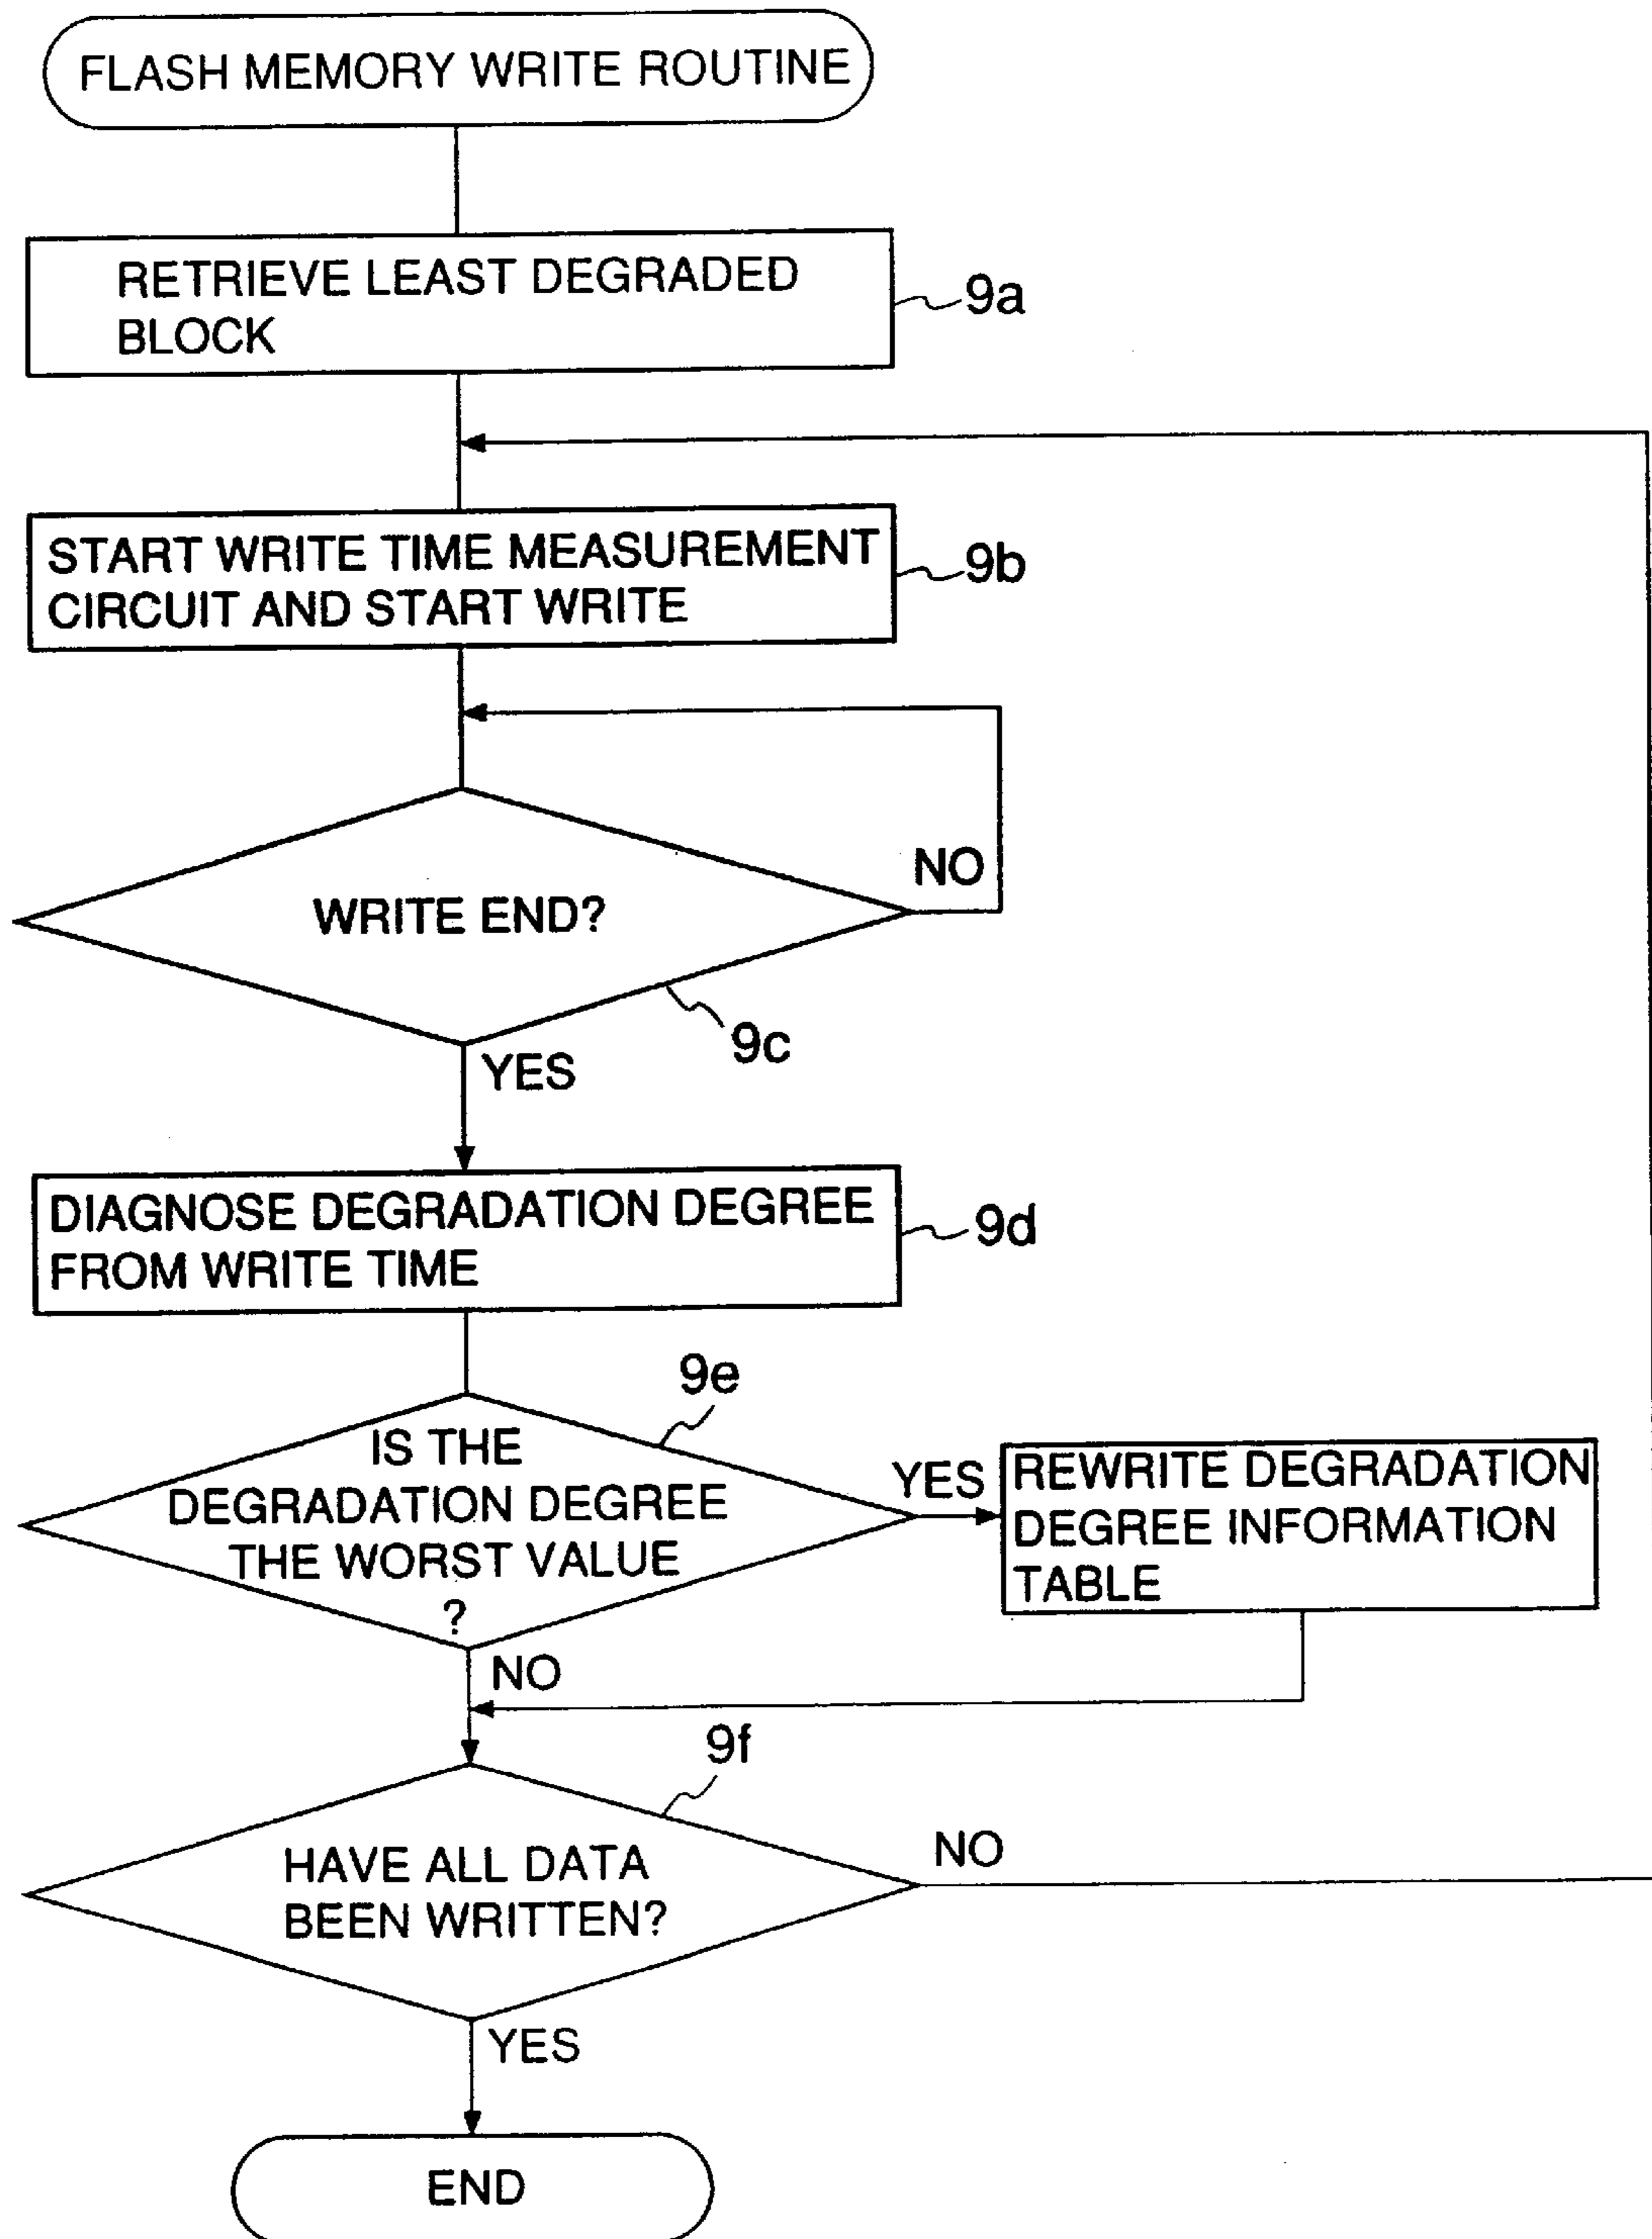 FLASH MEMORY WRITE ROUTINE
RETRIEVE LEAST DEGRADED
BLOCK
9a
START WRITE TIME MEASUREMENT
CIRCUIT AND START WRITE
9b
NO
WRITE END?
9c
YES
DIAGNOSE DEGRADATION DEGREE
FROM WRITE TIME
9d
9e
IS THE
DEGRADATION DEGREE
THE WORST VALUE
?
YES
REWRITE DEGRADATION
DEGREE INFORMATION
TABLE
NO
9f
HAVE ALL DATA
BEEN WRITTEN?
NO
YES
END